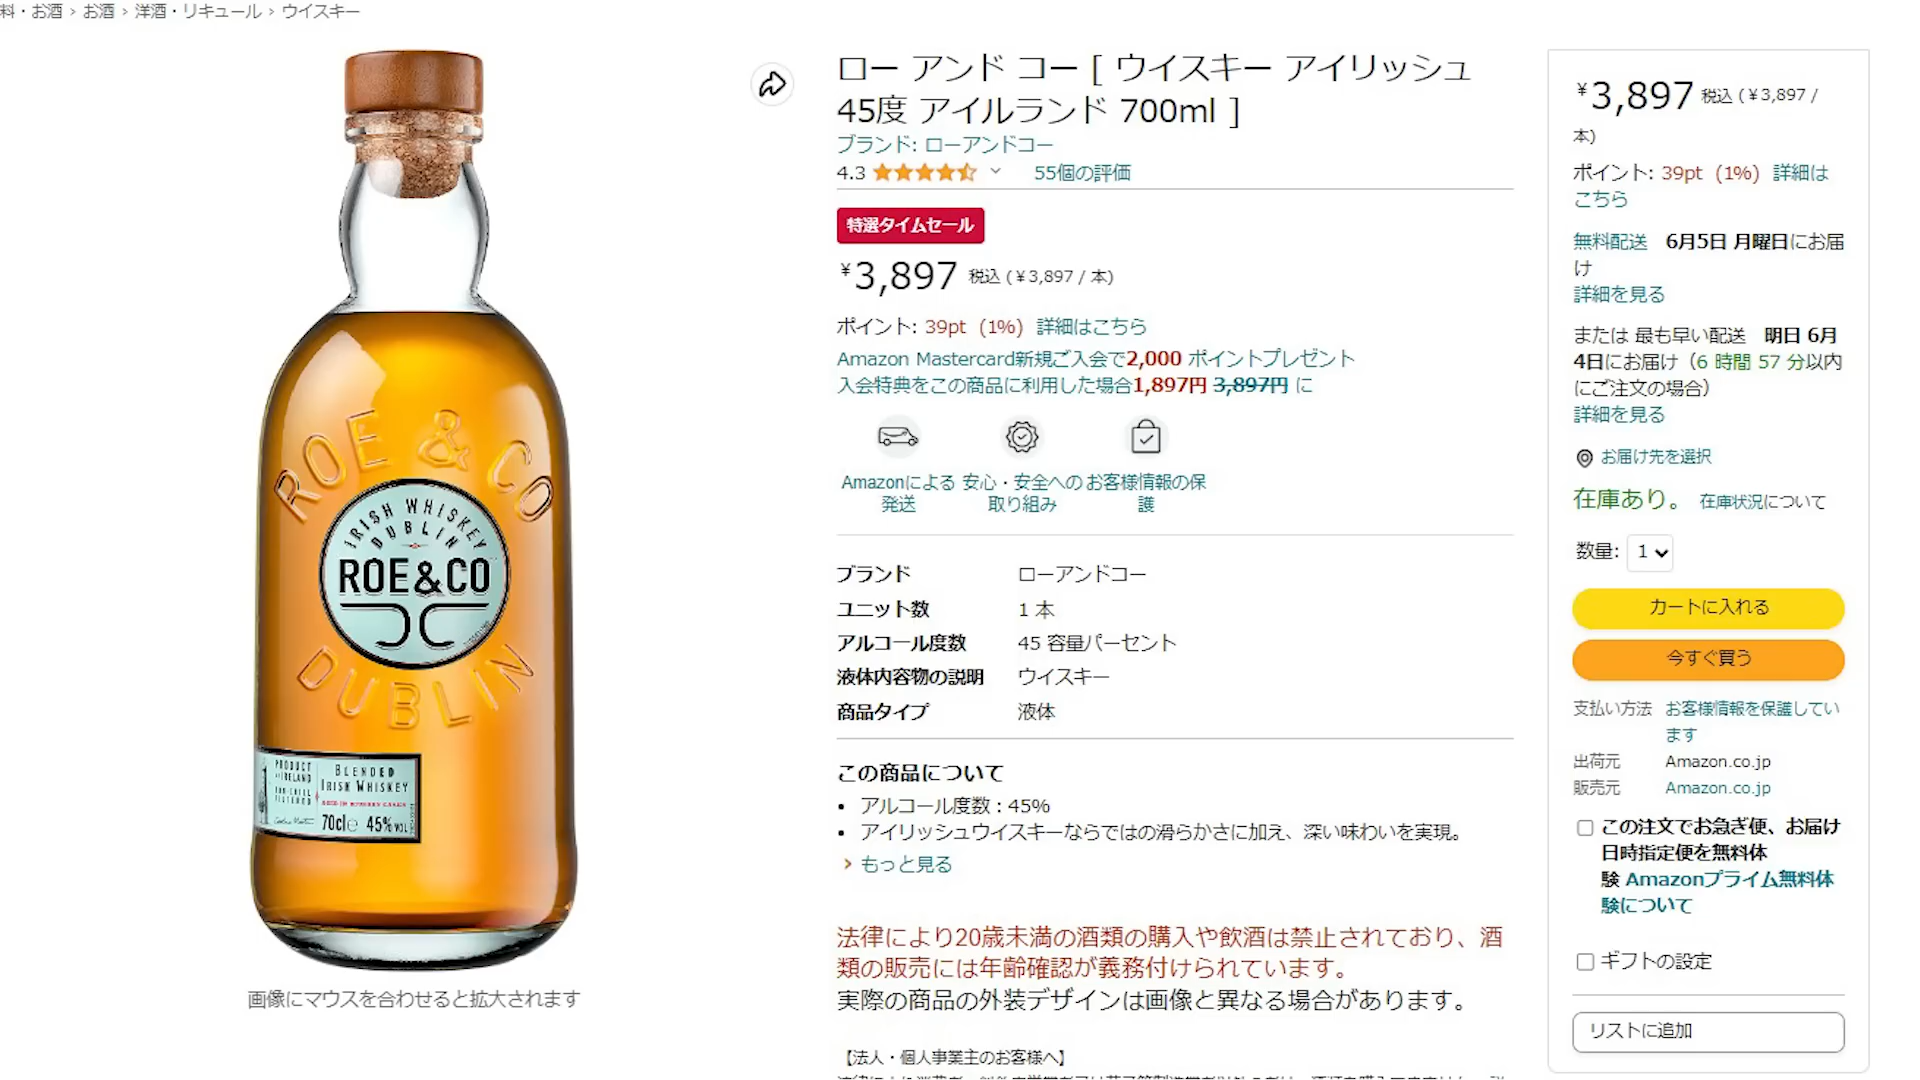 料・お酒 › お酒 › 洋酒・リキュール › ウイスキー
ROE & CO
IRISH WHISKEY
DUBLIN
ROE&CO
DUBLIN
PRODUCT
OF IRELAND
NON-CHILL
FILTERED
BLENDED
IRISH WHISKEY
70cl℮ 45% VOL
画像にマウスを合わせると拡大されます
ロー アンド コー [ ウイスキー アイリッシュ
45度 アイルランド 700ml ]
ブランド: ローアンドコー
4.3 55個の評価
特選タイムセール
¥3,897 税込 (¥3,897 / 本)
ポイント: 39pt (1%) 詳細はこちら
Amazon Mastercard新規ご入会で2,000 ポイントプレゼント
入会特典をこの商品に利用した場合1,897円 3,897円 に
Amazonによる
発送
安心・安全への
取り組み
お客様情報の保
護
ブランド ローアンドコー
ユニット数 1 本
アルコール度数 45 容量パーセント
液体内容物の説明 ウイスキー
商品タイプ 液体
この商品について
• アルコール度数 : 45%
• アイリッシュウイスキーならではの滑らかさに加え、深い味わいを実現。
› もっと見る
法律により20歳未満の酒類の購入や飲酒は禁止されており、酒
類の販売には年齢確認が義務付けられています。
実際の商品の外装デザインは画像と異なる場合があります。
【法人・個人事業主のお客様へ】
¥3,897 税込 (¥3,897 /
本)
ポイント: 39pt (1%) 詳細は
こちら
無料配送 6月5日 月曜日にお届
け
詳細を見る
または 最も早い配送 明日 6月
4日にお届け（6 時間 57 分以内
にご注文の場合）
詳細を見る
お届け先を選択
在庫あり。 在庫状況について
数量: 1
カートに入れる
今すぐ買う
支払い方法 お客様情報を保護してい
ます
出荷元 Amazon.co.jp
販売元 Amazon.co.jp
この注文でお急ぎ便、お届け
日時指定便を無料体
験 Amazonプライム無料体
験について
ギフトの設定
リストに追加